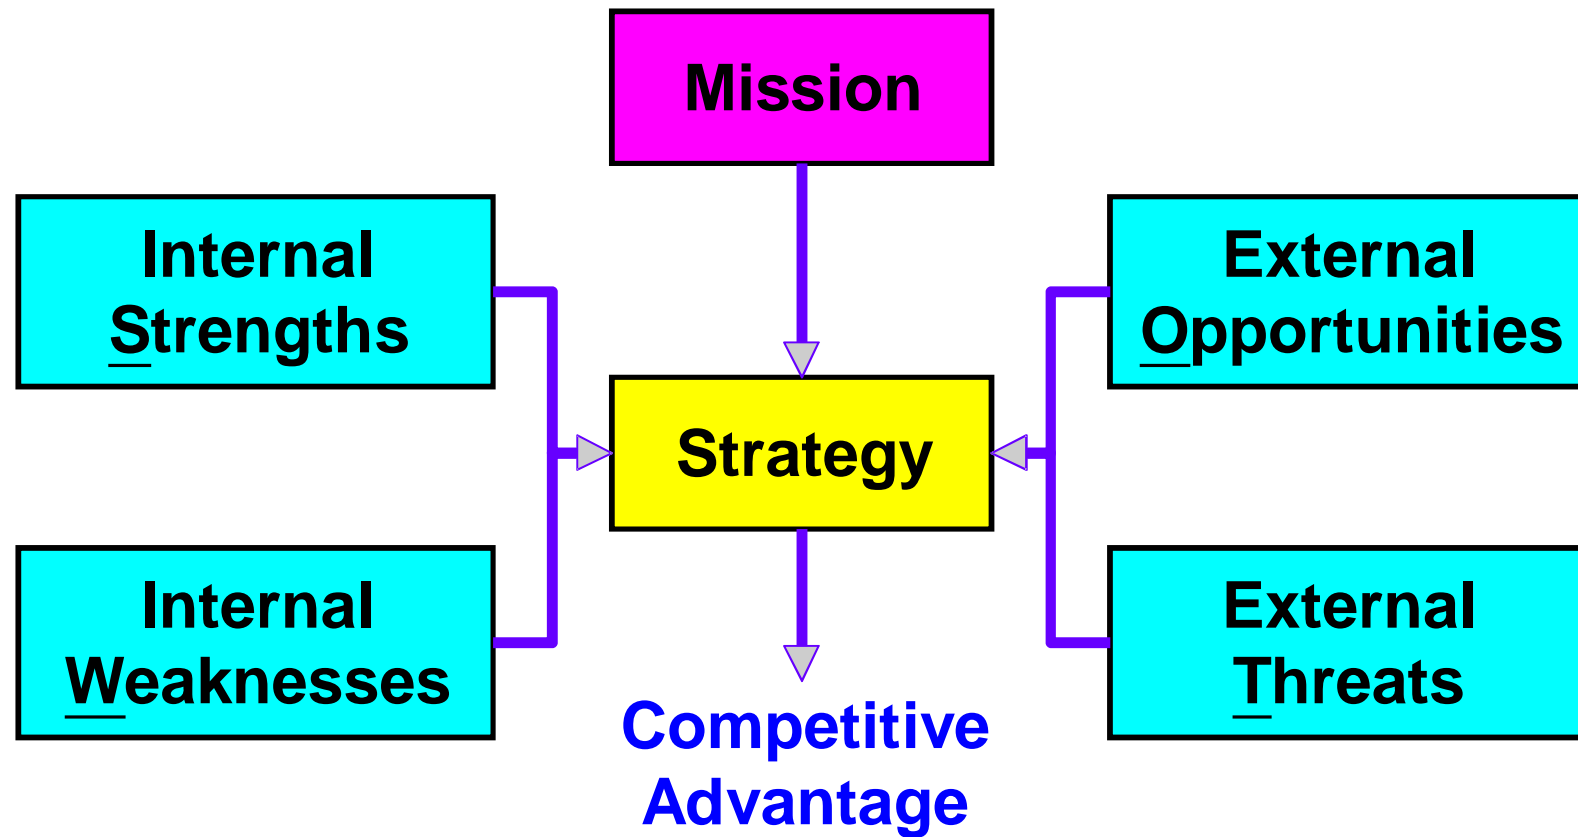 Mission
Internal
Strengths
External
Opportunities
Strategy
Internal
Weaknesses
External
Threats
Competitive
Advantage